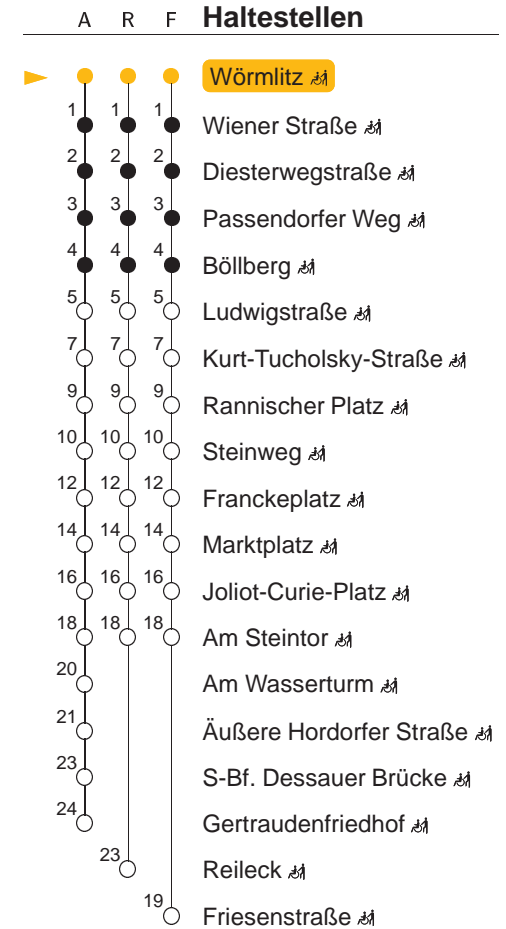 A R F Haltestellen
Wörmlitz
1 1 1 Wiener Straße
2 2 2 Diesterwegstraße
3 3 3 Passendorfer Weg
4 4 4 Böllberg
5 5 5 Ludwigstraße
7 7 7 Kurt-Tucholsky-Straße
9 9 9 Rannischer Platz
10 10 10 Steinweg
12 12 12 Franckeplatz
14 14 14 Marktplatz
16 16 16 Joliot-Curie-Platz
18 18 18 Am Steintor
20 Am Wasserturm
21 Äußere Hordorfer Straße
23 S-Bf. Dessauer Brücke
24 Gertraudenfriedhof
23 Reileck
19 Friesenstraße